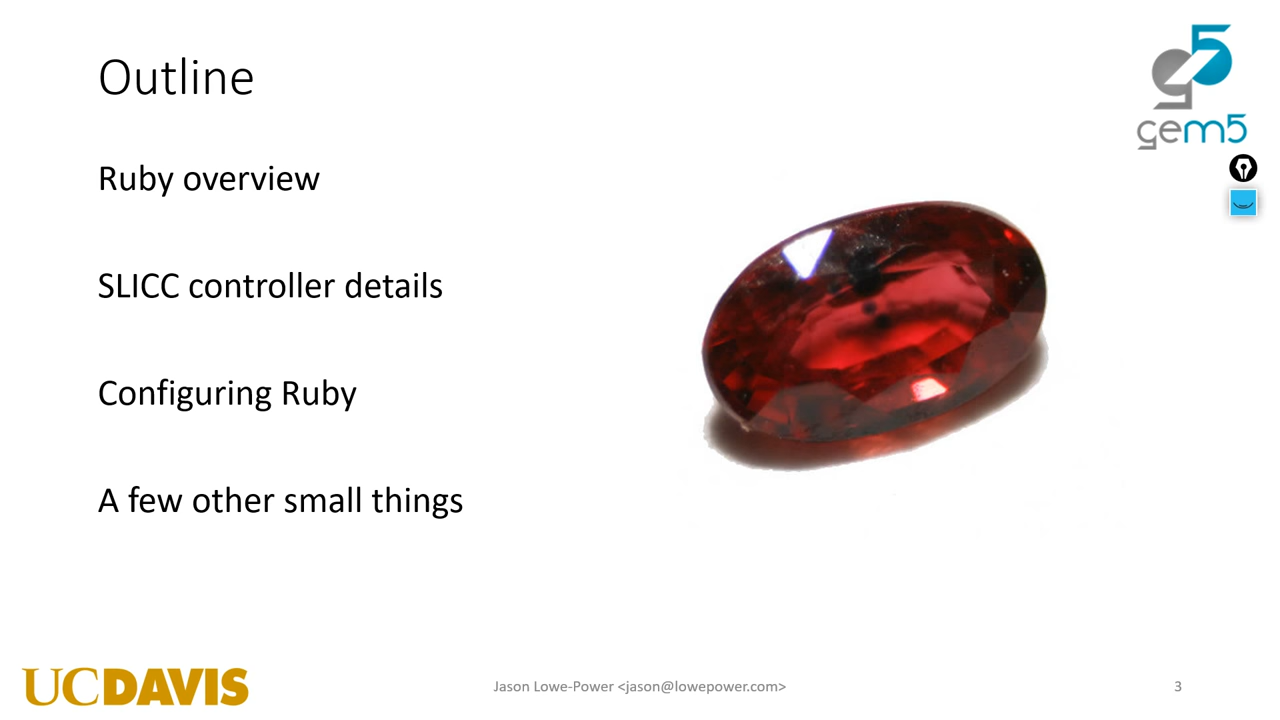 Outline
gem5
Ruby overview
SLICC controller details
Configuring Ruby
A few other small things
UCDAVIS
Jason Lowe-Power <jason@lowepower.com>
3